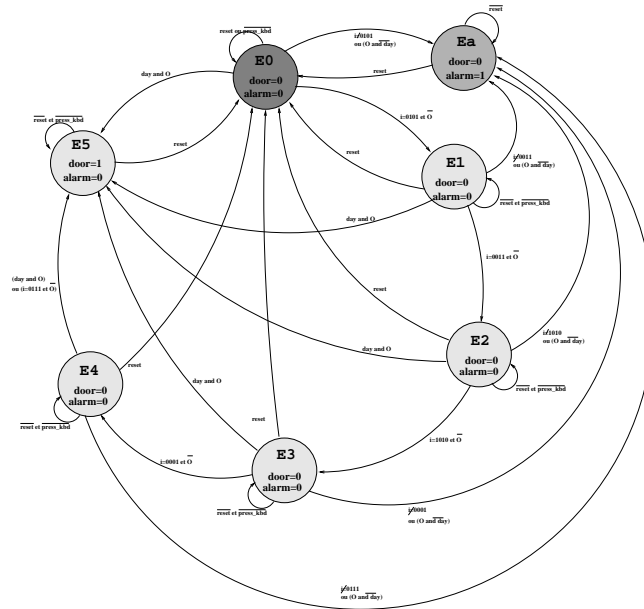 reset
reset ou press_kbd
i≠0101
ou (O and day)
E0
door=0
alarm=0
Ea
door=0
alarm=1
reset
day and O
i=0101 et O
reset et press_kbd
E5
door=1
alarm=0
reset
reset
E1
door=0
alarm=0
i≠0011
ou (O and day)
reset et press_kbd
day and O
i=0011 et O
(day and O)
ou (i=0111 et O)
reset
i≠1010
ou (O and day)
E2
door=0
alarm=0
day and O
reset
reset et press_kbd
E4
door=0
alarm=0
day and O
reset
reset et press_kbd
i=1010 et O
E3
door=0
alarm=0
i=0001 et O
reset et press_kbd
i≠0001
ou (O and day)
i≠0111
ou (O and day)